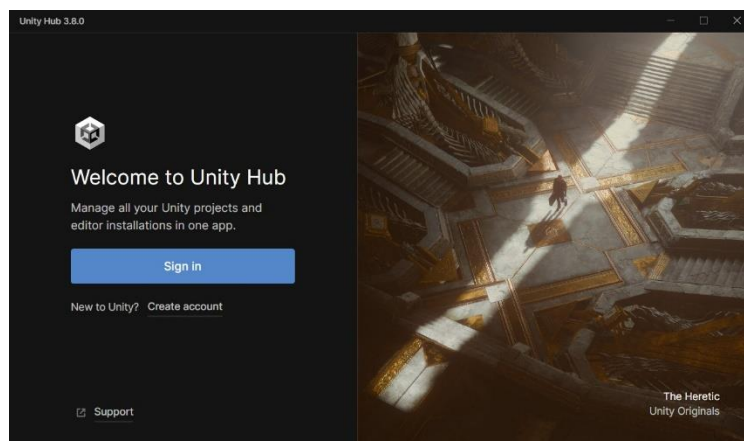 Unity Hub 3.8.0
Welcome to Unity Hub
Manage all your Unity projects and
editor installations in one app.
Sign in
New to Unity? Create account
Support
The Heretic
Unity Originals